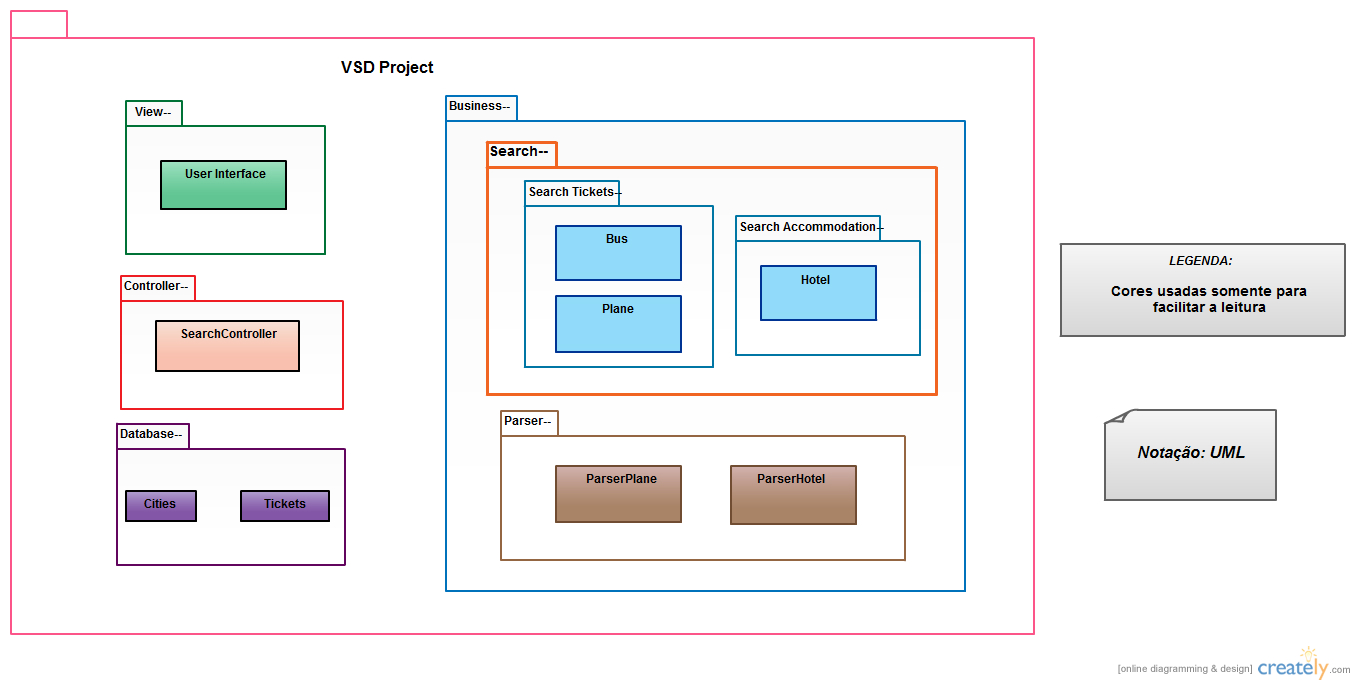 VSD Project
View--
User Interface
Controller--
SearchController
Database--
Cities
Tickets
Business--
Search--
Search Tickets--
Bus
Plane
Search Accommodation--
Hotel
Parser--
ParserPlane
ParserHotel
LEGENDA:
Cores usadas somente para
facilitar a leitura
Notação: UML
[online diagramming & design] creately.com